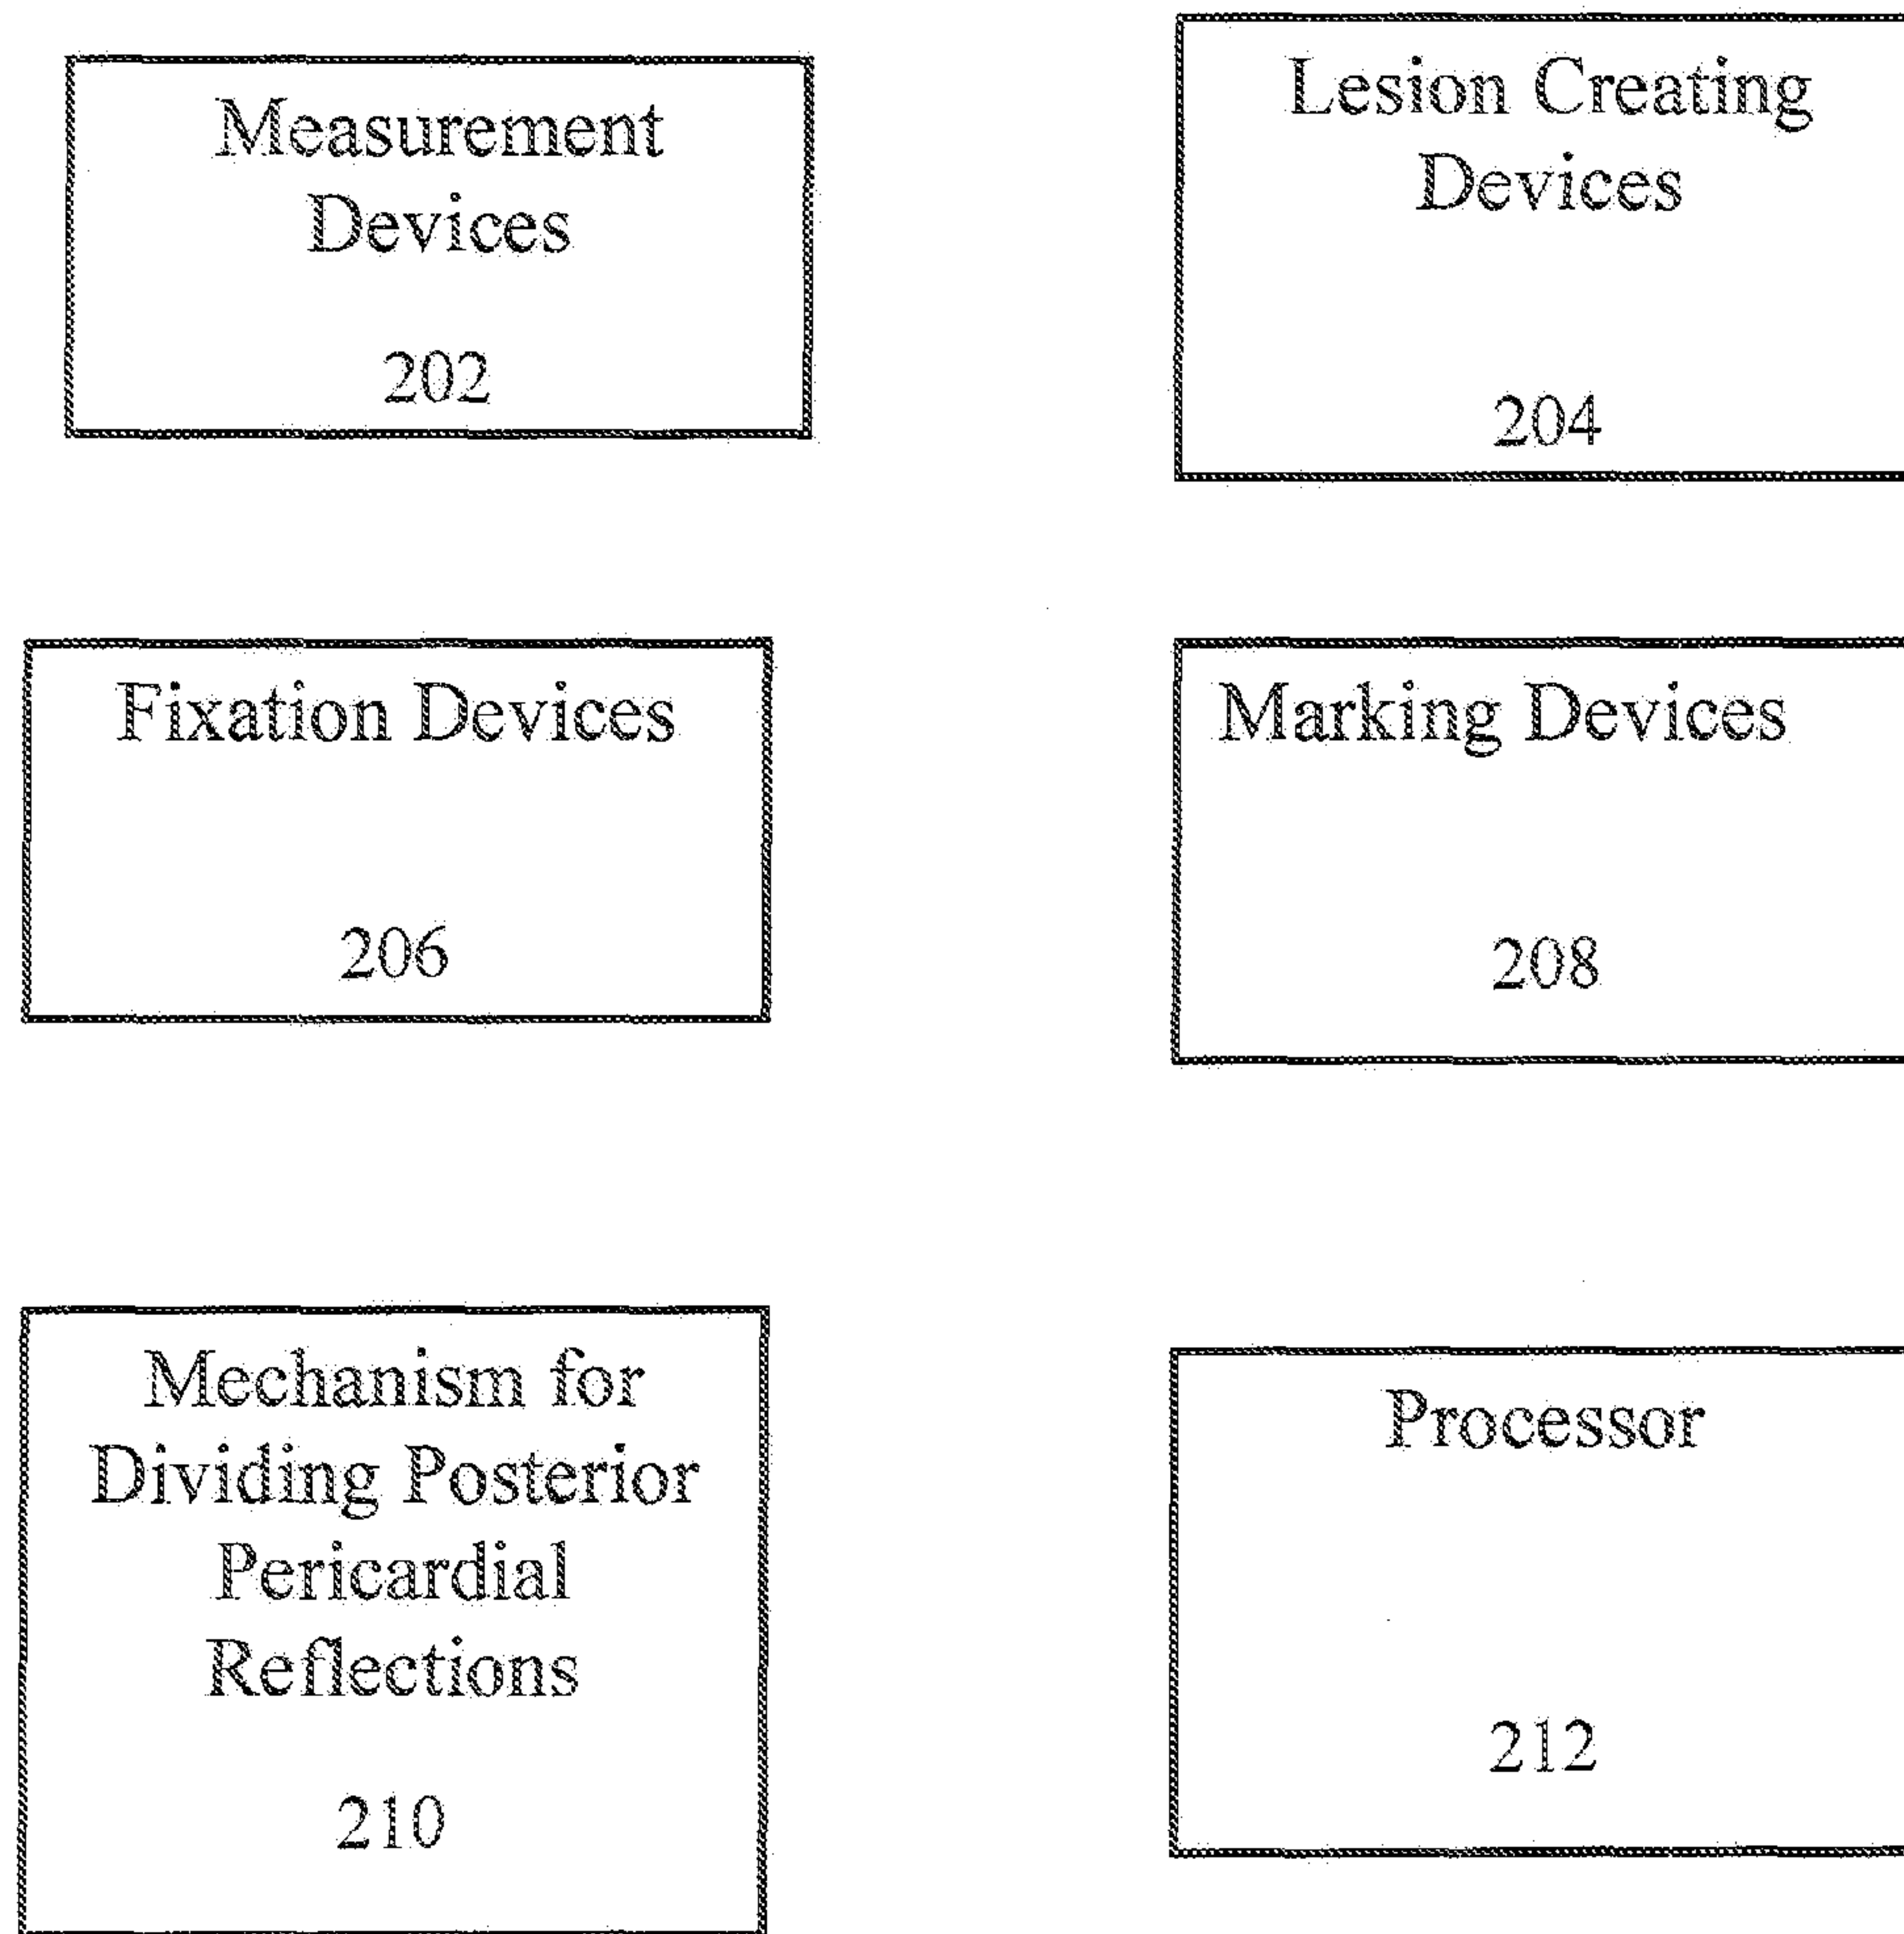 Measurement
Devices
202
Lesion Creating
Devices
204
Fixation Devices
206
Marking Devices
208
Mechanism for
Dividing Posterior
Pericardial
Reflections
210
Processor
212